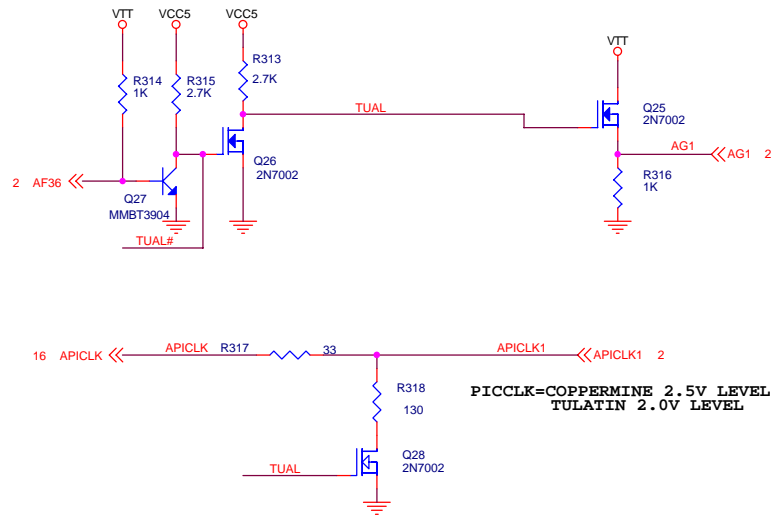 VTT
VCC5
VCC5
VTT
R314
1K
R315
2.7K
R313
2.7K
TUAL
Q25
2N7002
AG1
AG1 2
2 AF36
Q27
MMBT3904
Q26
2N7002
R316
1K
TUAL#
16 APICLK
APICLK
R317
33
APICLK1
APICLK1 2
R318
130
PICCLK=COPPERMINE 2.5V LEVEL
TULATIN 2.0V LEVEL
TUAL
Q28
2N7002